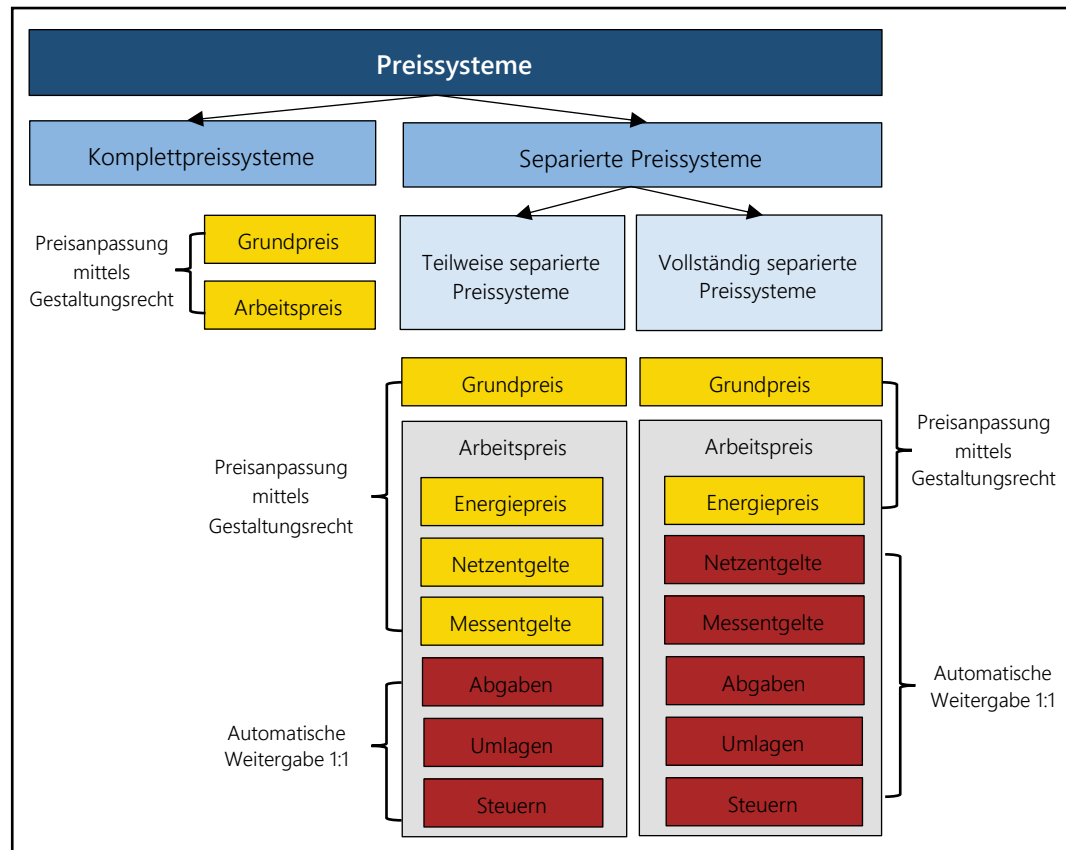 Preissysteme
Komplettpreissysteme
Separierte Preissysteme
Preisanpassung
mittels
Gestaltungsrecht
Grundpreis
Arbeitspreis
Teilweise separierte
Preissysteme
Vollständig separierte
Preissysteme
Preisanpassung
mittels
Gestaltungsrecht
Grundpreis
Arbeitspreis
Energiepreis
Netzentgelte
Messentgelte
Automatische
Weitergabe 1:1
Abgaben
Umlagen
Steuern
Grundpreis
Arbeitspreis
Energiepreis
Preisanpassung
mittels
Gestaltungsrecht
Netzentgelte
Messentgelte
Abgaben
Umlagen
Steuern
Automatische
Weitergabe 1:1